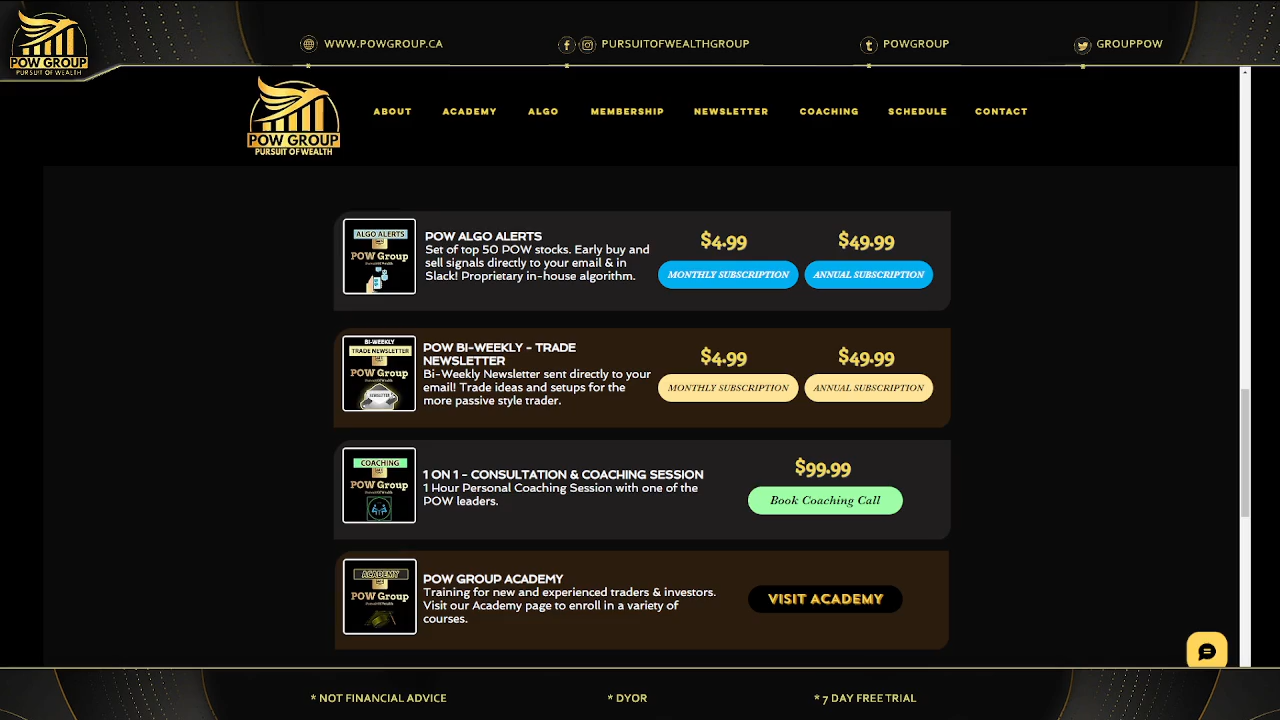 POW GROUP
PURSUIT OF WEALTH
WWW.POWGROUP.CA
PURSUITOFWEALTHGROUP
POWGROUP
GROUPPOW
POW GROUP
PURSUIT OF WEALTH
ABOUT
ACADEMY
ALGO
MEMBERSHIP
NEWSLETTER
COACHING
SCHEDULE
CONTACT
ALGO ALERTS
POW Group
POW ALGO ALERTS
Set of top 50 POW stocks. Early buy and
sell signals directly to your email & in
Slack! Proprietary in-house algorithm.
$4.99
MONTHLY SUBSCRIPTION
$49.99
ANNUAL SUBSCRIPTION
BI-WEEKLY
TRADE NEWSLETTER
POW Group
NEWSLETTER
POW BI-WEEKLY - TRADE
NEWSLETTER
Bi-Weekly Newsletter sent directly to your
email! Trade ideas and setups for the
more passive style trader.
$4.99
MONTHLY SUBSCRIPTION
$49.99
ANNUAL SUBSCRIPTION
COACHING
POW Group
1 ON 1 - CONSULTATION & COACHING SESSION
1 Hour Personal Coaching Session with one of the
POW leaders.
$99.99
Book Coaching Call
ACADEMY
POW Group
POW GROUP ACADEMY
Training for new and experienced traders & investors.
Visit our Academy page to enroll in a variety of
courses.
VISIT ACADEMY
* NOT FINANCIAL ADVICE
* DYOR
* 7 DAY FREE TRIAL